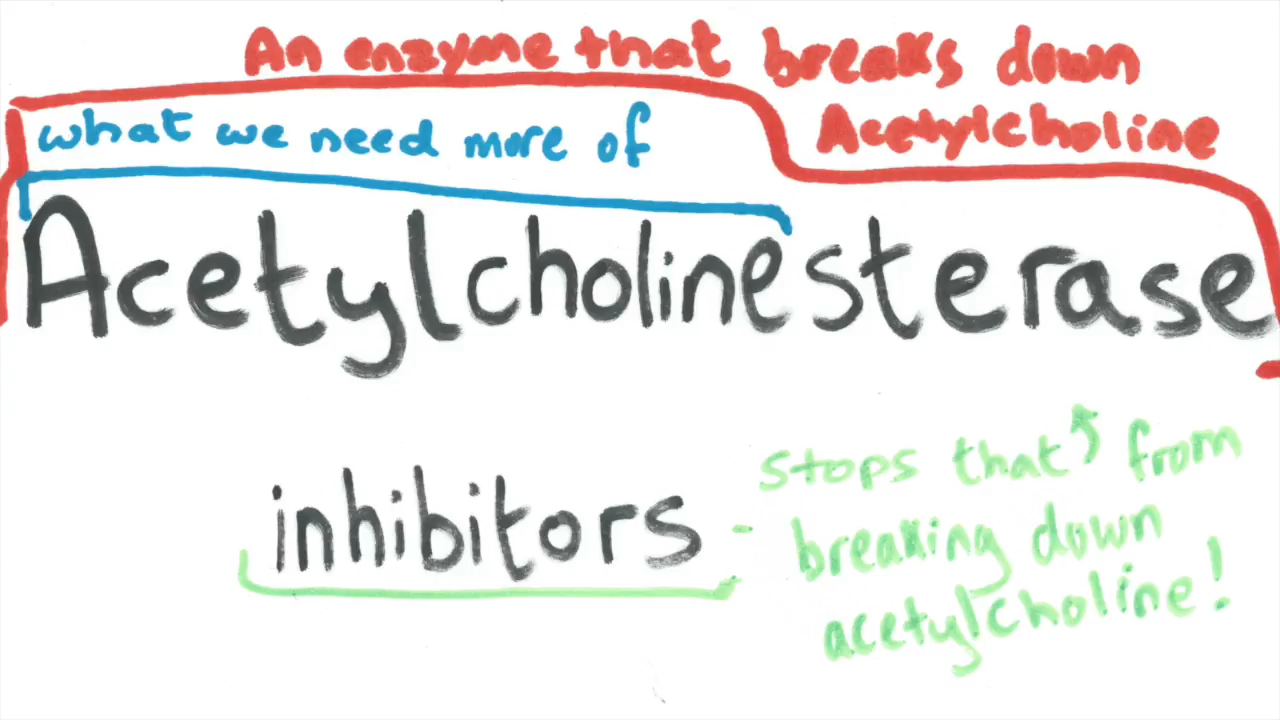 An enzyme that breaks down
Acetylcholine
what we need more of
Acetylcholinesterase
inhibitors - stops that from
breaking down
acetylcholine!